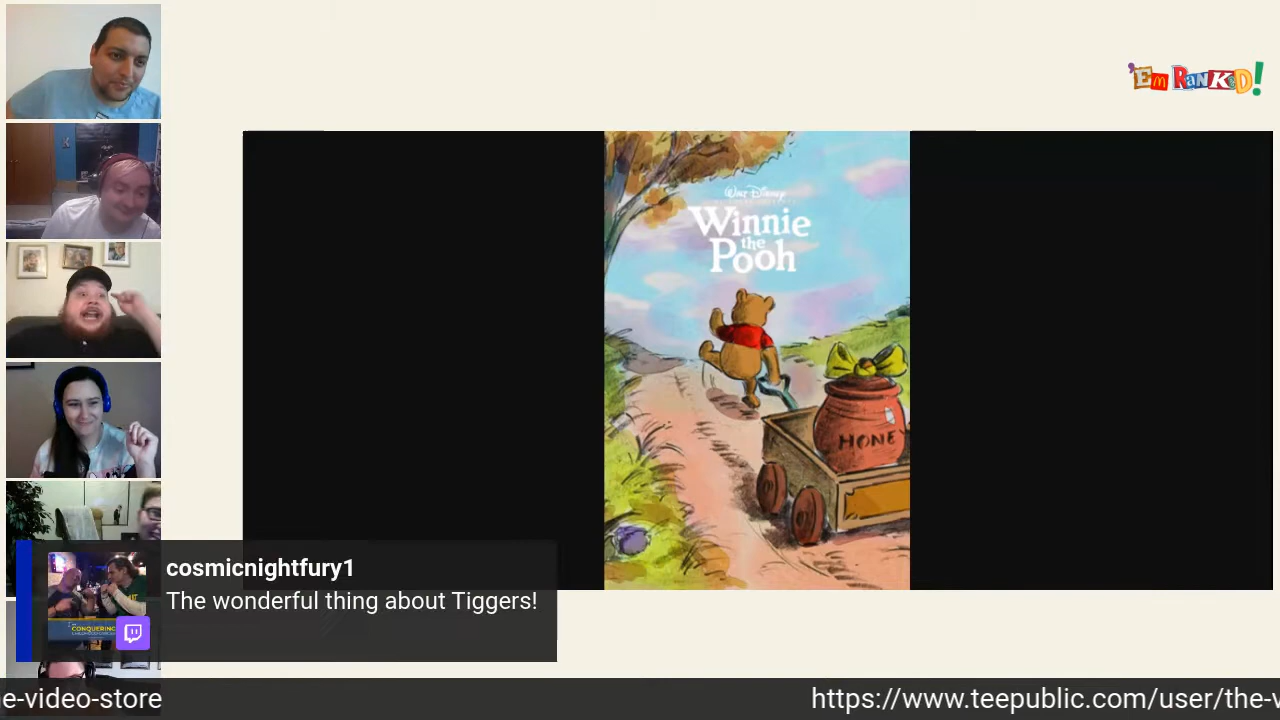 'Em Ranked!
Walt Disney
Winnie
the
Pooh
HONE
cosmicnightfury1
The wonderful thing about Tiggers!
CONQUERING
e-video-store
https://www.teepublic.com/user/the-v